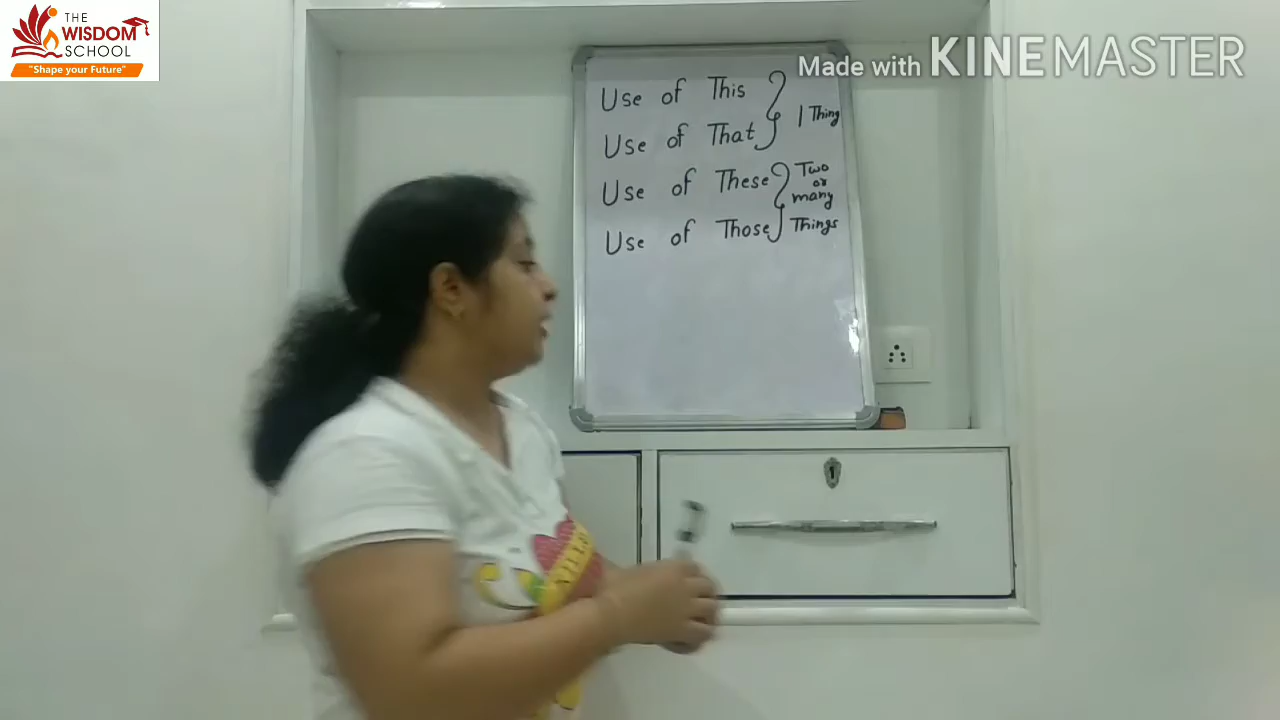 THE
WISDOM
SCHOOL
"Shape your Future"
Made with KINEMASTER
Use of This
Use of That
1 Thing
Use of These
Use of Those
Two
or
many
Things